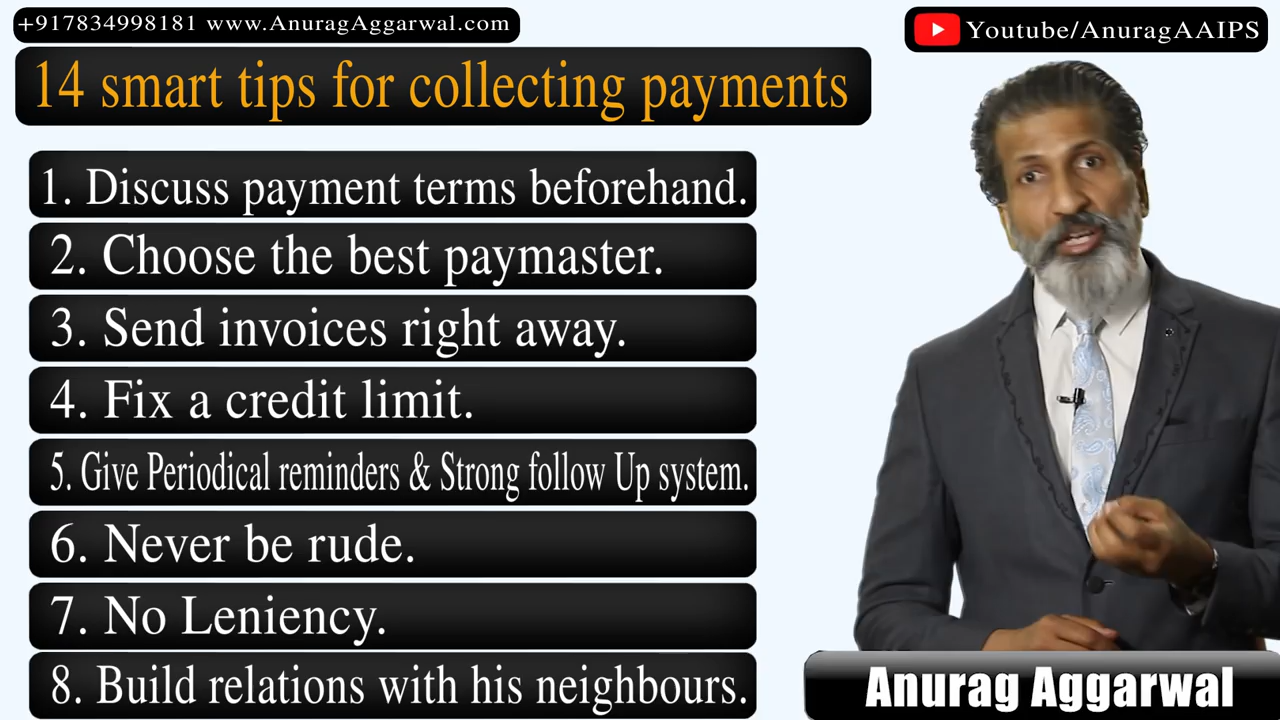 +917834998181 www.AnuragAggarwal.com
Youtube/AnuragAAIPS
14 smart tips for collecting payments
1. Discuss payment terms beforehand.
2. Choose the best paymaster.
3. Send invoices right away.
4. Fix a credit limit.
5. Give Periodical reminders & Strong follow Up system.
6. Never be rude.
7. No Leniency.
8. Build relations with his neighbours.
Anurag Aggarwal